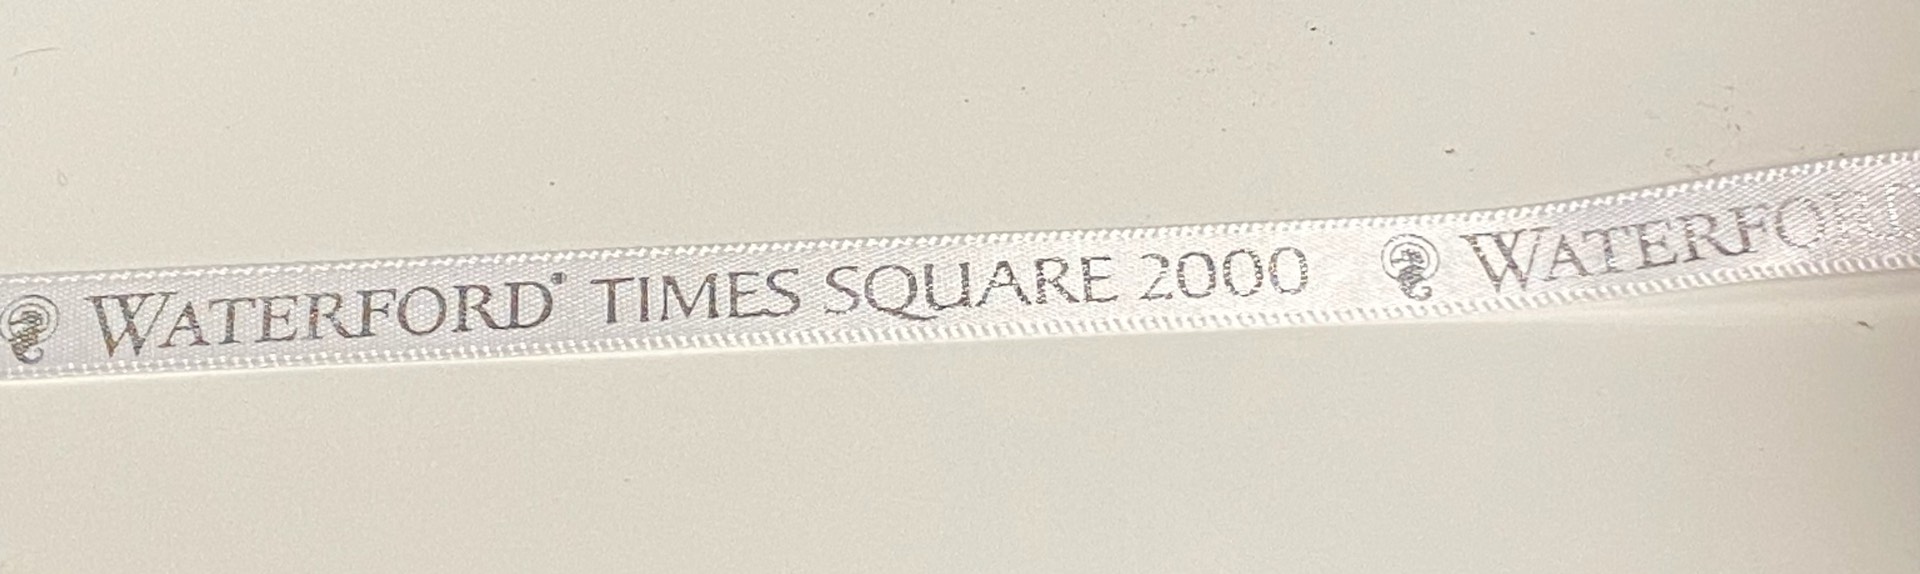 WATERFORD® TIMES SQUARE 2000 WATERFORD